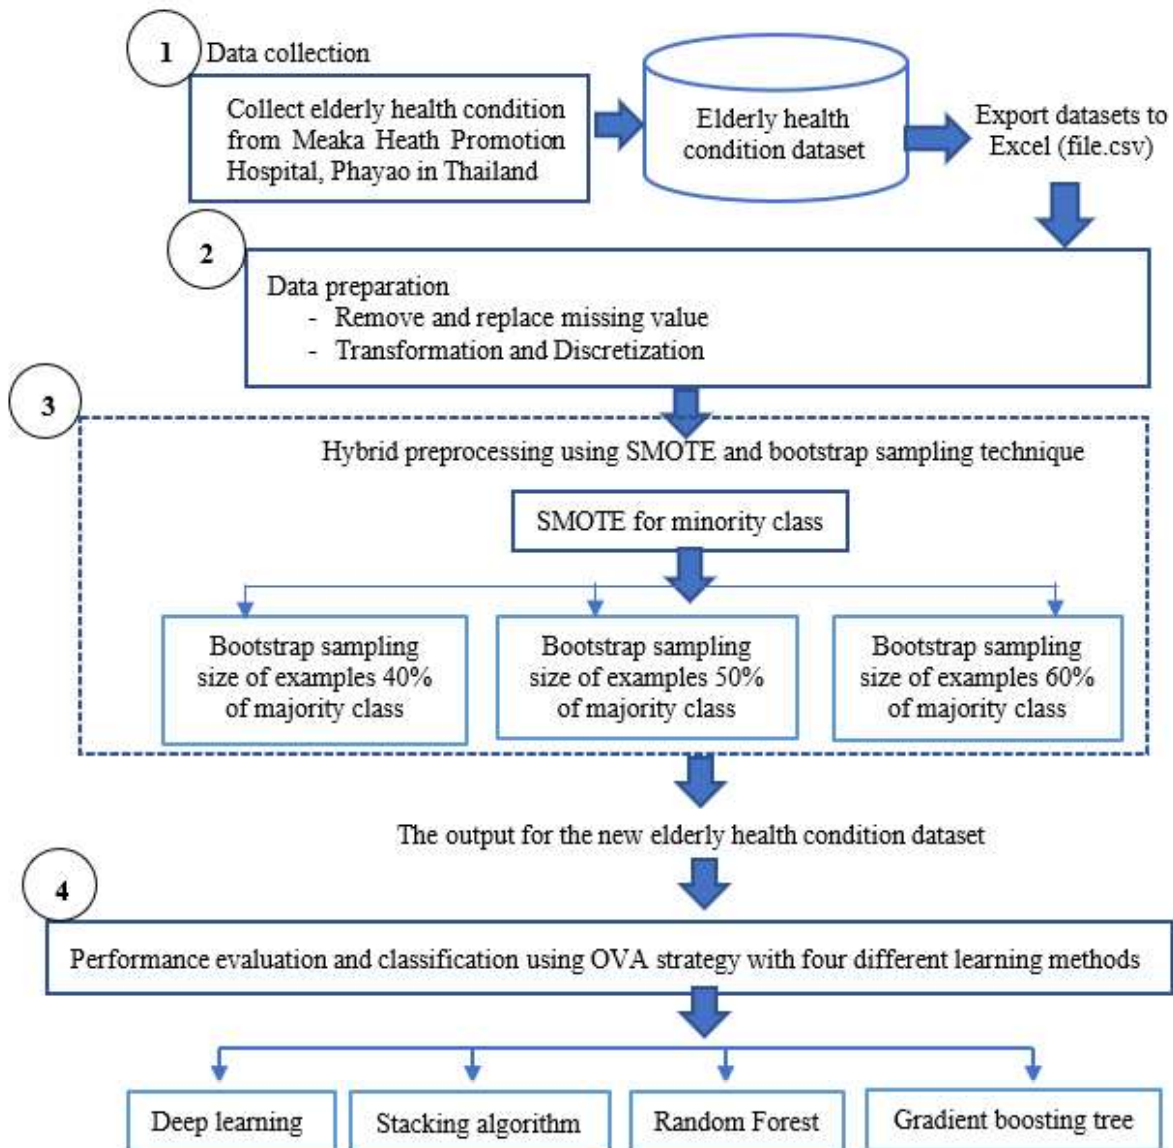 1
Data collection
Collect elderly health condition
from Meaka Heath Promotion
Hospital, Phayao in Thailand
Elderly health
condition dataset
Export datasets to
Excel (file.csv)
2
Data preparation
- Remove and replace missing value
- Transformation and Discretization
3
Hybrid preprocessing using SMOTE and bootstrap sampling technique
SMOTE for minority class
Bootstrap sampling
size of examples 40%
of majority class
Bootstrap sampling
size of examples 50%
of majority class
Bootstrap sampling
size of examples 60%
of majority class
The output for the new elderly health condition dataset
4
Performance evaluation and classification using OVA strategy with four different learning methods
Deep learning
Stacking algorithm
Random Forest
Gradient boosting tree